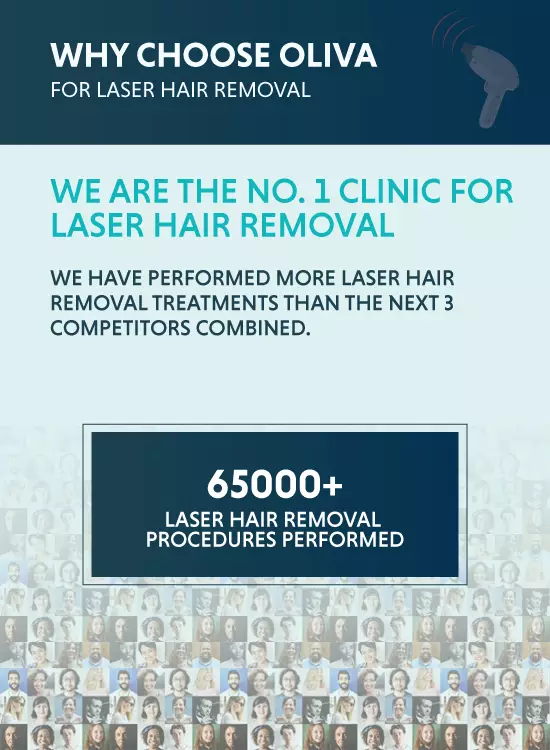 WHY CHOOSE OLIVA
FOR LASER HAIR REMOVAL
WE ARE THE NO. 1 CLINIC FOR
LASER HAIR REMOVAL
WE HAVE PERFORMED MORE LASER HAIR
REMOVAL TREATMENTS THAN THE NEXT 3
COMPETITORS COMBINED.
65000+
LASER HAIR REMOVAL
PROCEDURES PERFORMED